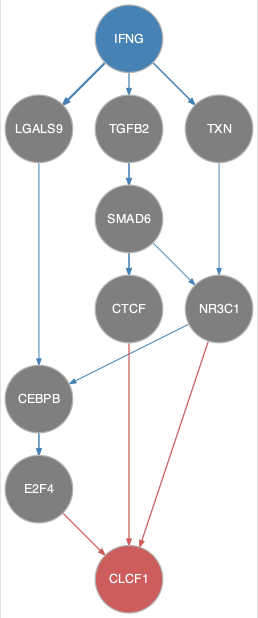 IFNG
LGALS9
TGFB2
TXN
SMAD6
CTCF
NR3C1
CEBPB
E2F4
CLCF1